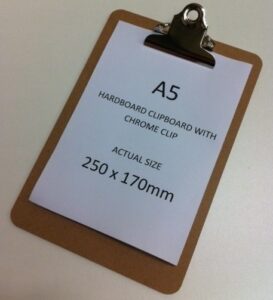 A5
HARDBOARD CLIPBOARD WITH
CHROME CLIP
ACTUAL SIZE
250 x 170mm